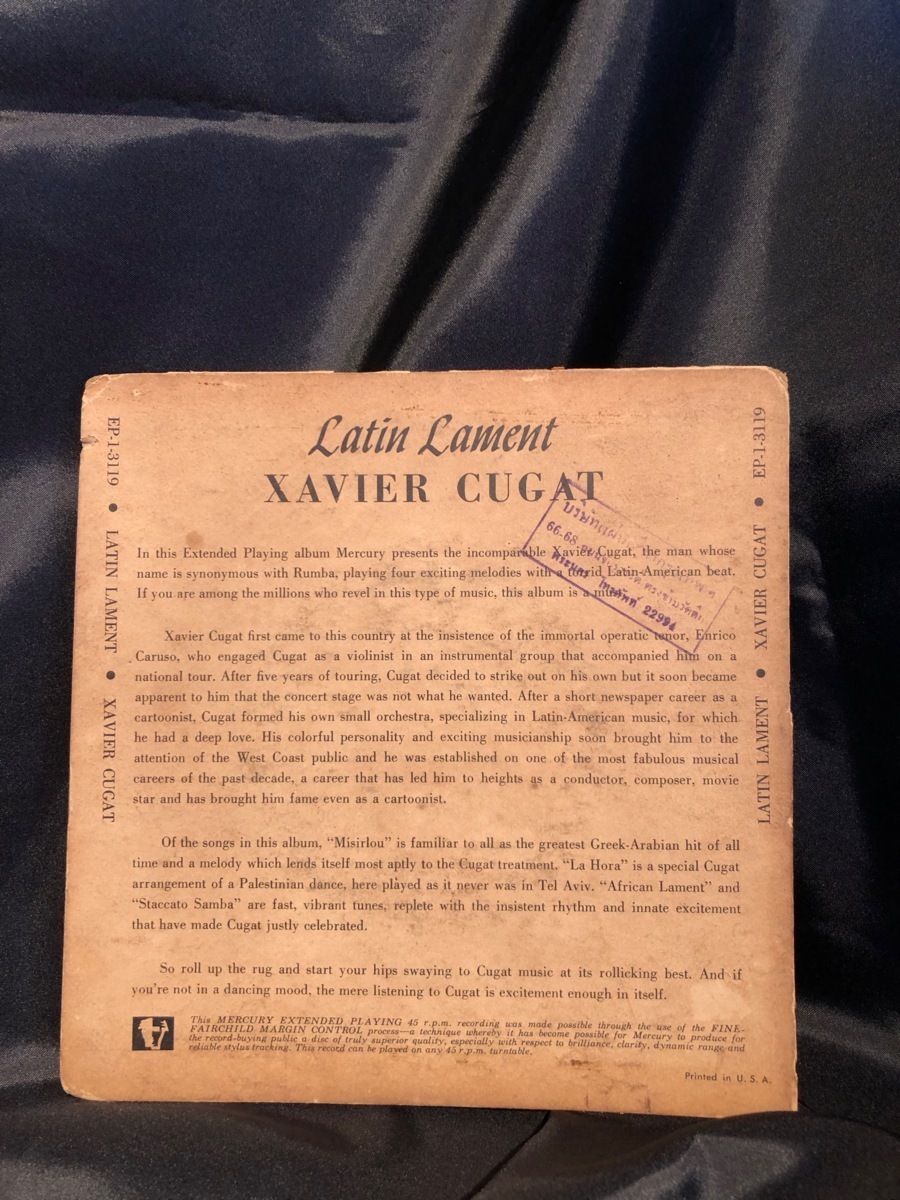 Latin Lament
XAVIER CUGAT
EP-1-3119 ● LATIN LAMENT ● XAVIER CUGAT
LATIN LAMENT ● XAVIER CUGAT ● EP-1-3119
66-68
โทรศัพท์ 22994
In this Extended Playing album Mercury presents the incomparable Xavier Cugat, the man whose
name is synonymous with Rumba, playing four exciting melodies with a torrid Latin-American beat.
If you are among the millions who revel in this type of music, this album is a must.
Xavier Cugat first came to this country at the insistence of the immortal operatic tenor, Enrico
Caruso, who engaged Cugat as a violinist in an instrumental group that accompanied him on a
national tour. After five years of touring, Cugat decided to strike out on his own but it soon became
apparent to him that the concert stage was not what he wanted. After a short newspaper career as a
cartoonist, Cugat formed his own small orchestra, specializing in Latin-American music, for which
he had a deep love. His colorful personality and exciting musicianship soon brought him to the
attention of the West Coast public and he was established on one of the most fabulous musical
careers of the past decade, a career that has led him to heights as a conductor, composer, movie
star and has brought him fame even as a cartoonist.
Of the songs in this album, “Misirlou” is familiar to all as the greatest Greek-Arabian hit of all
time and a melody which lends itself most aptly to the Cugat treatment. “La Hora” is a special Cugat
arrangement of a Palestinian dance, here played as it never was in Tel Aviv. “African Lament” and
“Staccato Samba” are fast, vibrant tunes, replete with the insistent rhythm and innate excitement
that have made Cugat justly celebrated.
So roll up the rug and start your hips swaying to Cugat music at its rollicking best. And if
you’re not in a dancing mood, the mere listening to Cugat is excitement enough in itself.
This MERCURY EXTENDED PLAYING 45 r.p.m. recording was made possible through the use of the FINE-
FAIRCHILD MARGIN CONTROL process—a technique whereby it has become possible for Mercury to produce for
the record-buying public a disc of truly superior quality, especially with respect to brilliance, clarity, dynamic range and
reliable stylus tracking. This record can be played on any 45 r.p.m. turntable.
Printed in U. S. A.